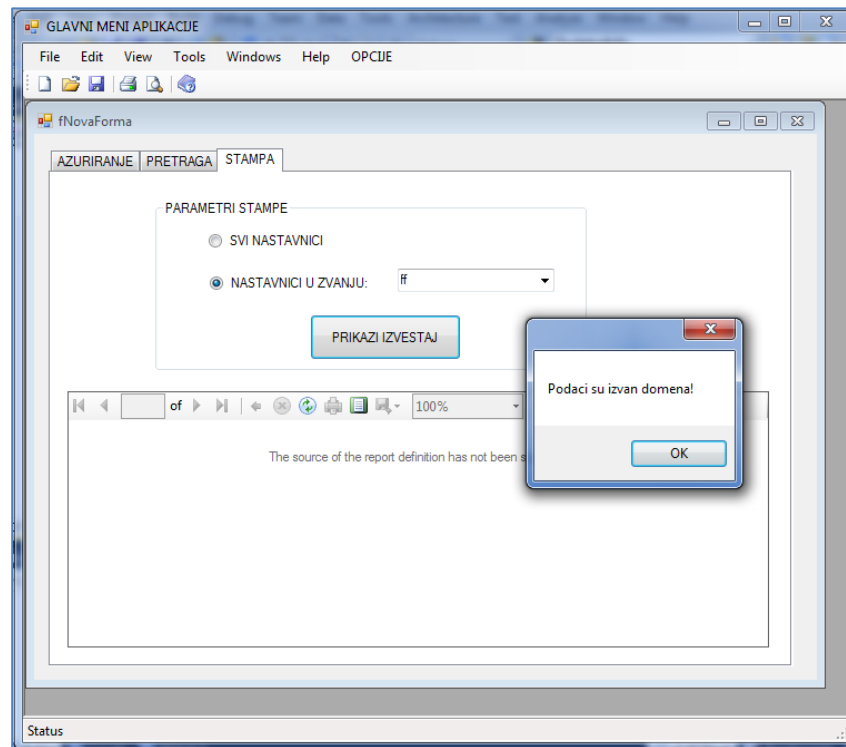 GLAVNI MENI APLIKACIJE
File Edit View Tools Windows Help OPCIJE
fNovaForma
AZURIRANJE PRETRAGA STAMPA
PARAMETRI STAMPE
SVI NASTAVNICI
NASTAVNICI U ZVANJU: ff
PRIKAZI IZVESTAJ
Podaci su izvan domena!
OK
of 100%
The source of the report definition has not been
Status